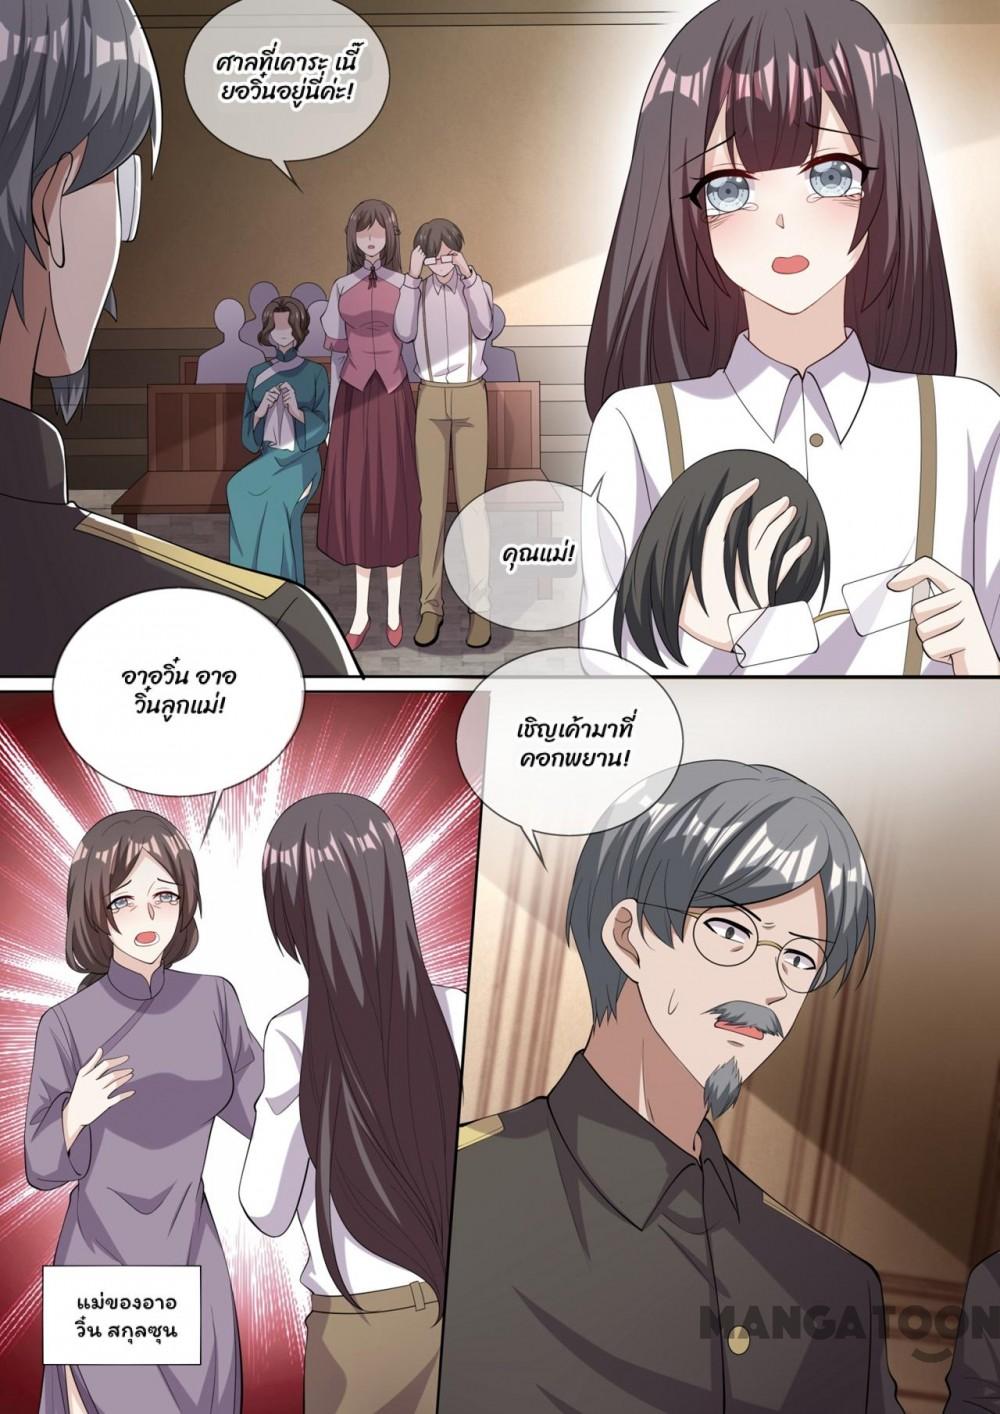 ศาลที่เคาระ เนี๊
ยอวิ๋นอยู่นี่ค่ะ!
คุณแม่!
อาอวิ๋น อาอ
วิ๋นลูกแม่!
เชิญเค้ามาที่
คอกพยาน!
แม่ของอาอ
วิ๋น สกุลซุน
MANGATOON